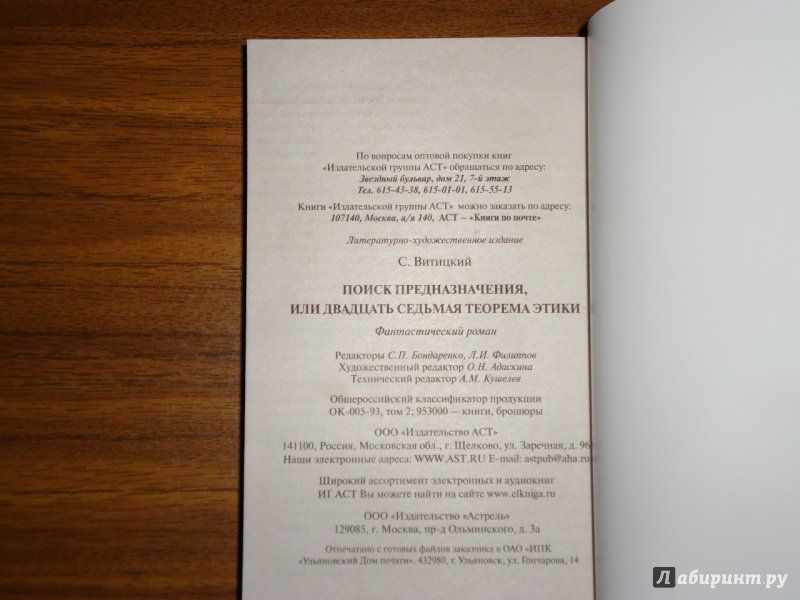 По вопросам оптовой покупки книг
«Издательской группы АСТ» обращаться по адресу:
Звездный бульвар, дом 21, 7-й этаж
Тел. 615-43-38, 615-01-01, 615-55-13
Книги «Издательской группы АСТ» можно заказать по адресу:
107140, Москва, а/я 140, АСТ – «Книги по почте»
Литературно-художественное издание
С. Витицкий
ПОИСК ПРЕДНАЗНАЧЕНИЯ,
ИЛИ ДВАДЦАТЬ СЕДЬМАЯ ТЕОРЕМА ЭТИКИ
Фантастический роман
Редакторы С.П. Бондаренко, Л.И. Филиппов
Художественный редактор О.Н. Адаскина
Технический редактор А.М. Кушелев
Общероссийский классификатор продукции
ОК-005-93, том 2; 953000 — книги, брошюры
ООО «Издательство АСТ»
141100, Россия, Московская обл., г. Щелково, ул. Заречная, д. 96
Наши электронные адреса: WWW.AST.RU E-mail: astpub@aha.ru
Широкий ассортимент электронных и аудиокниг
ИГ АСТ Вы можете найти на сайте www.elkniga.ru
ООО «Издательство «Астрель»
129085, г. Москва, пр-д Ольминского, д. 3а
Отпечатано с готовых файлов заказчика в ОАО «ИПК
«Ульяновский Дом печати». 432980, г. Ульяновск, ул. Гончарова, 14
Лабиринт.ру